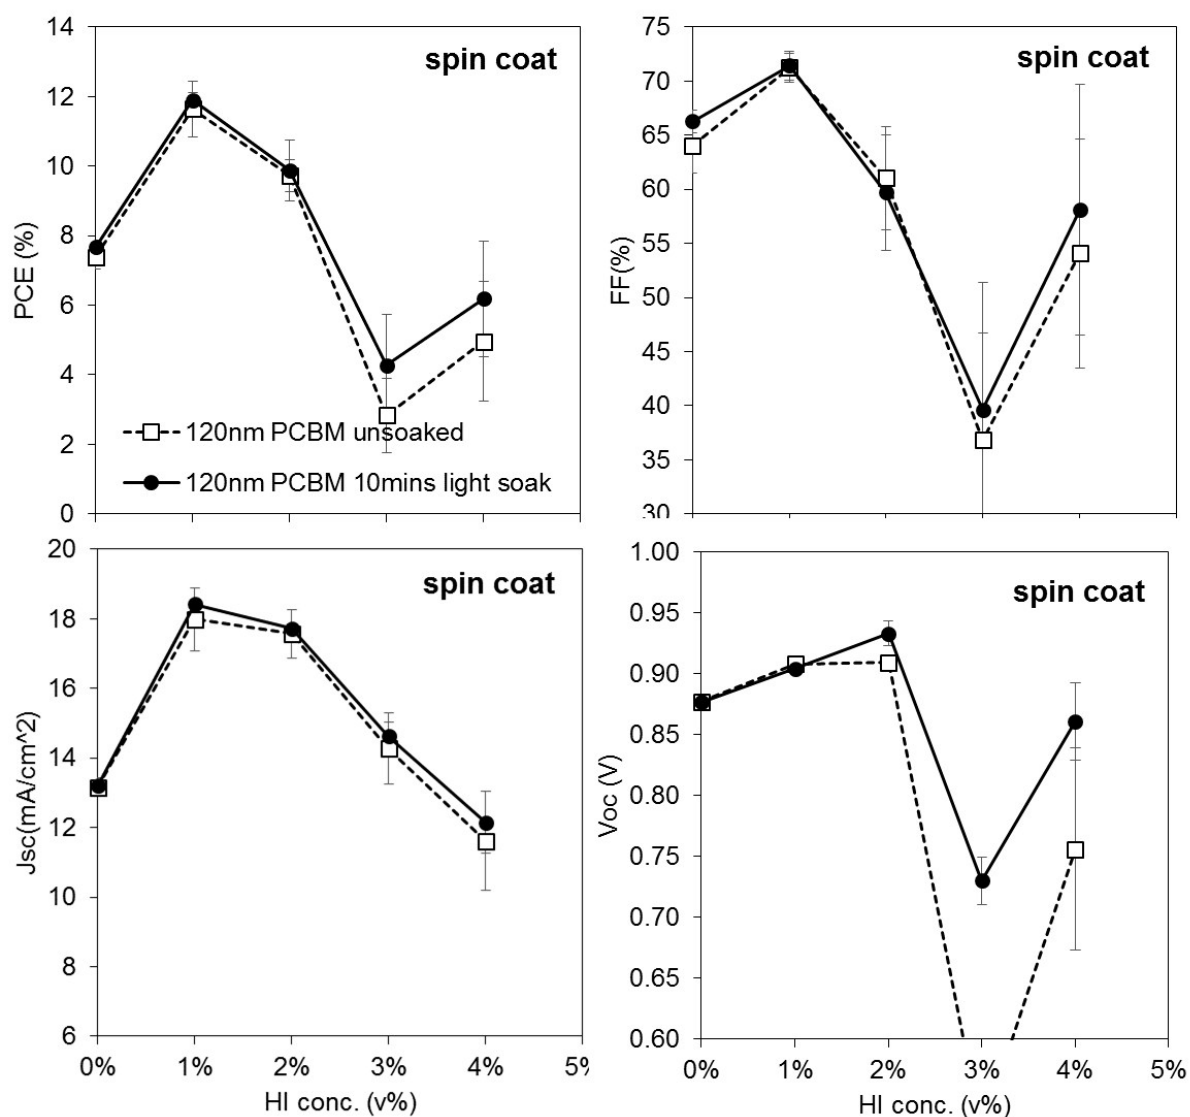 14
12
10
8
6
4
2
0
PCE (%)
spin coat
120nm PCBM unsoaked
120nm PCBM 10mins light soak
75
70
65
60
55
50
45
40
35
30
FF(%)
spin coat
20
18
16
14
12
10
8
6
Jsc(mA/cm^2)
spin coat
0% 1% 2% 3% 4% 5%
HI conc. (v%)
1.00
0.95
0.90
0.85
0.80
0.75
0.70
0.65
0.60
Voc (V)
spin coat
0% 1% 2% 3% 4% 5%
HI conc. (v%)